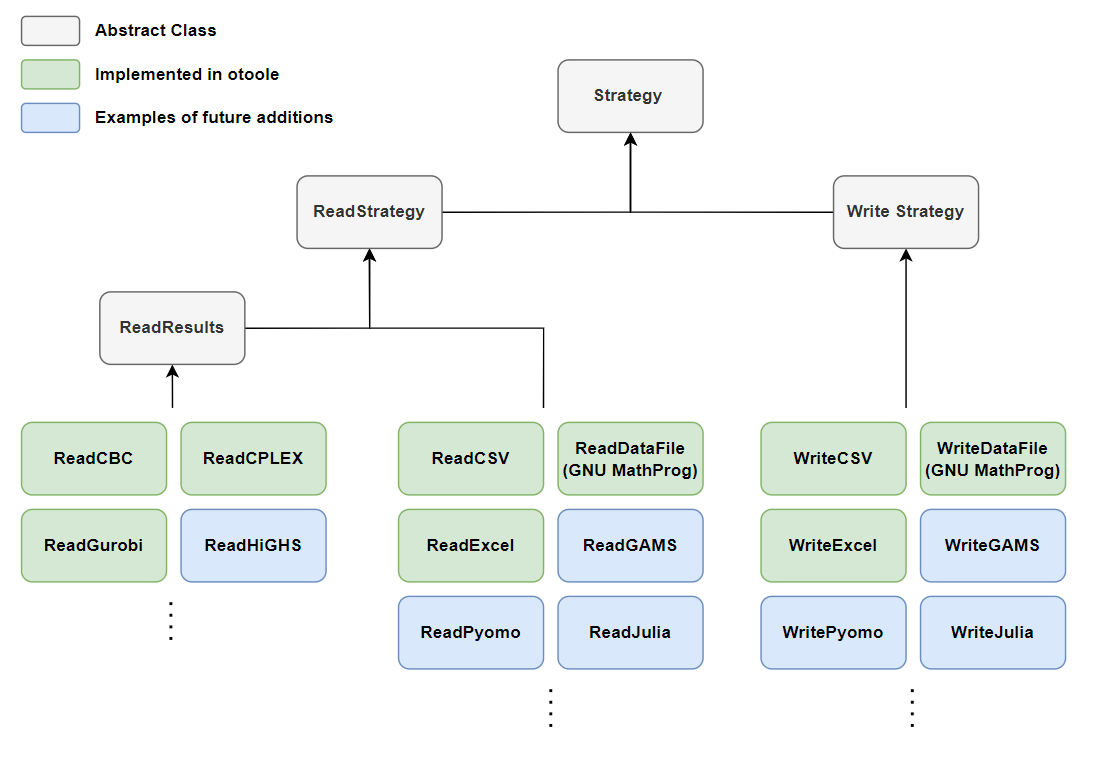 Abstract Class
Implemented in otoole
Examples of future additions
Strategy
ReadStrategy
Write Strategy
ReadResults
ReadCBC
ReadCPLEX
ReadCSV
ReadDataFile
(GNU MathProg)
WriteCSV
WriteDataFile
(GNU MathProg)
ReadGurobi
ReadHiGHS
ReadExcel
ReadGAMS
WriteExcel
WriteGAMS
ReadPyomo
ReadJulia
WritePyomo
WriteJulia